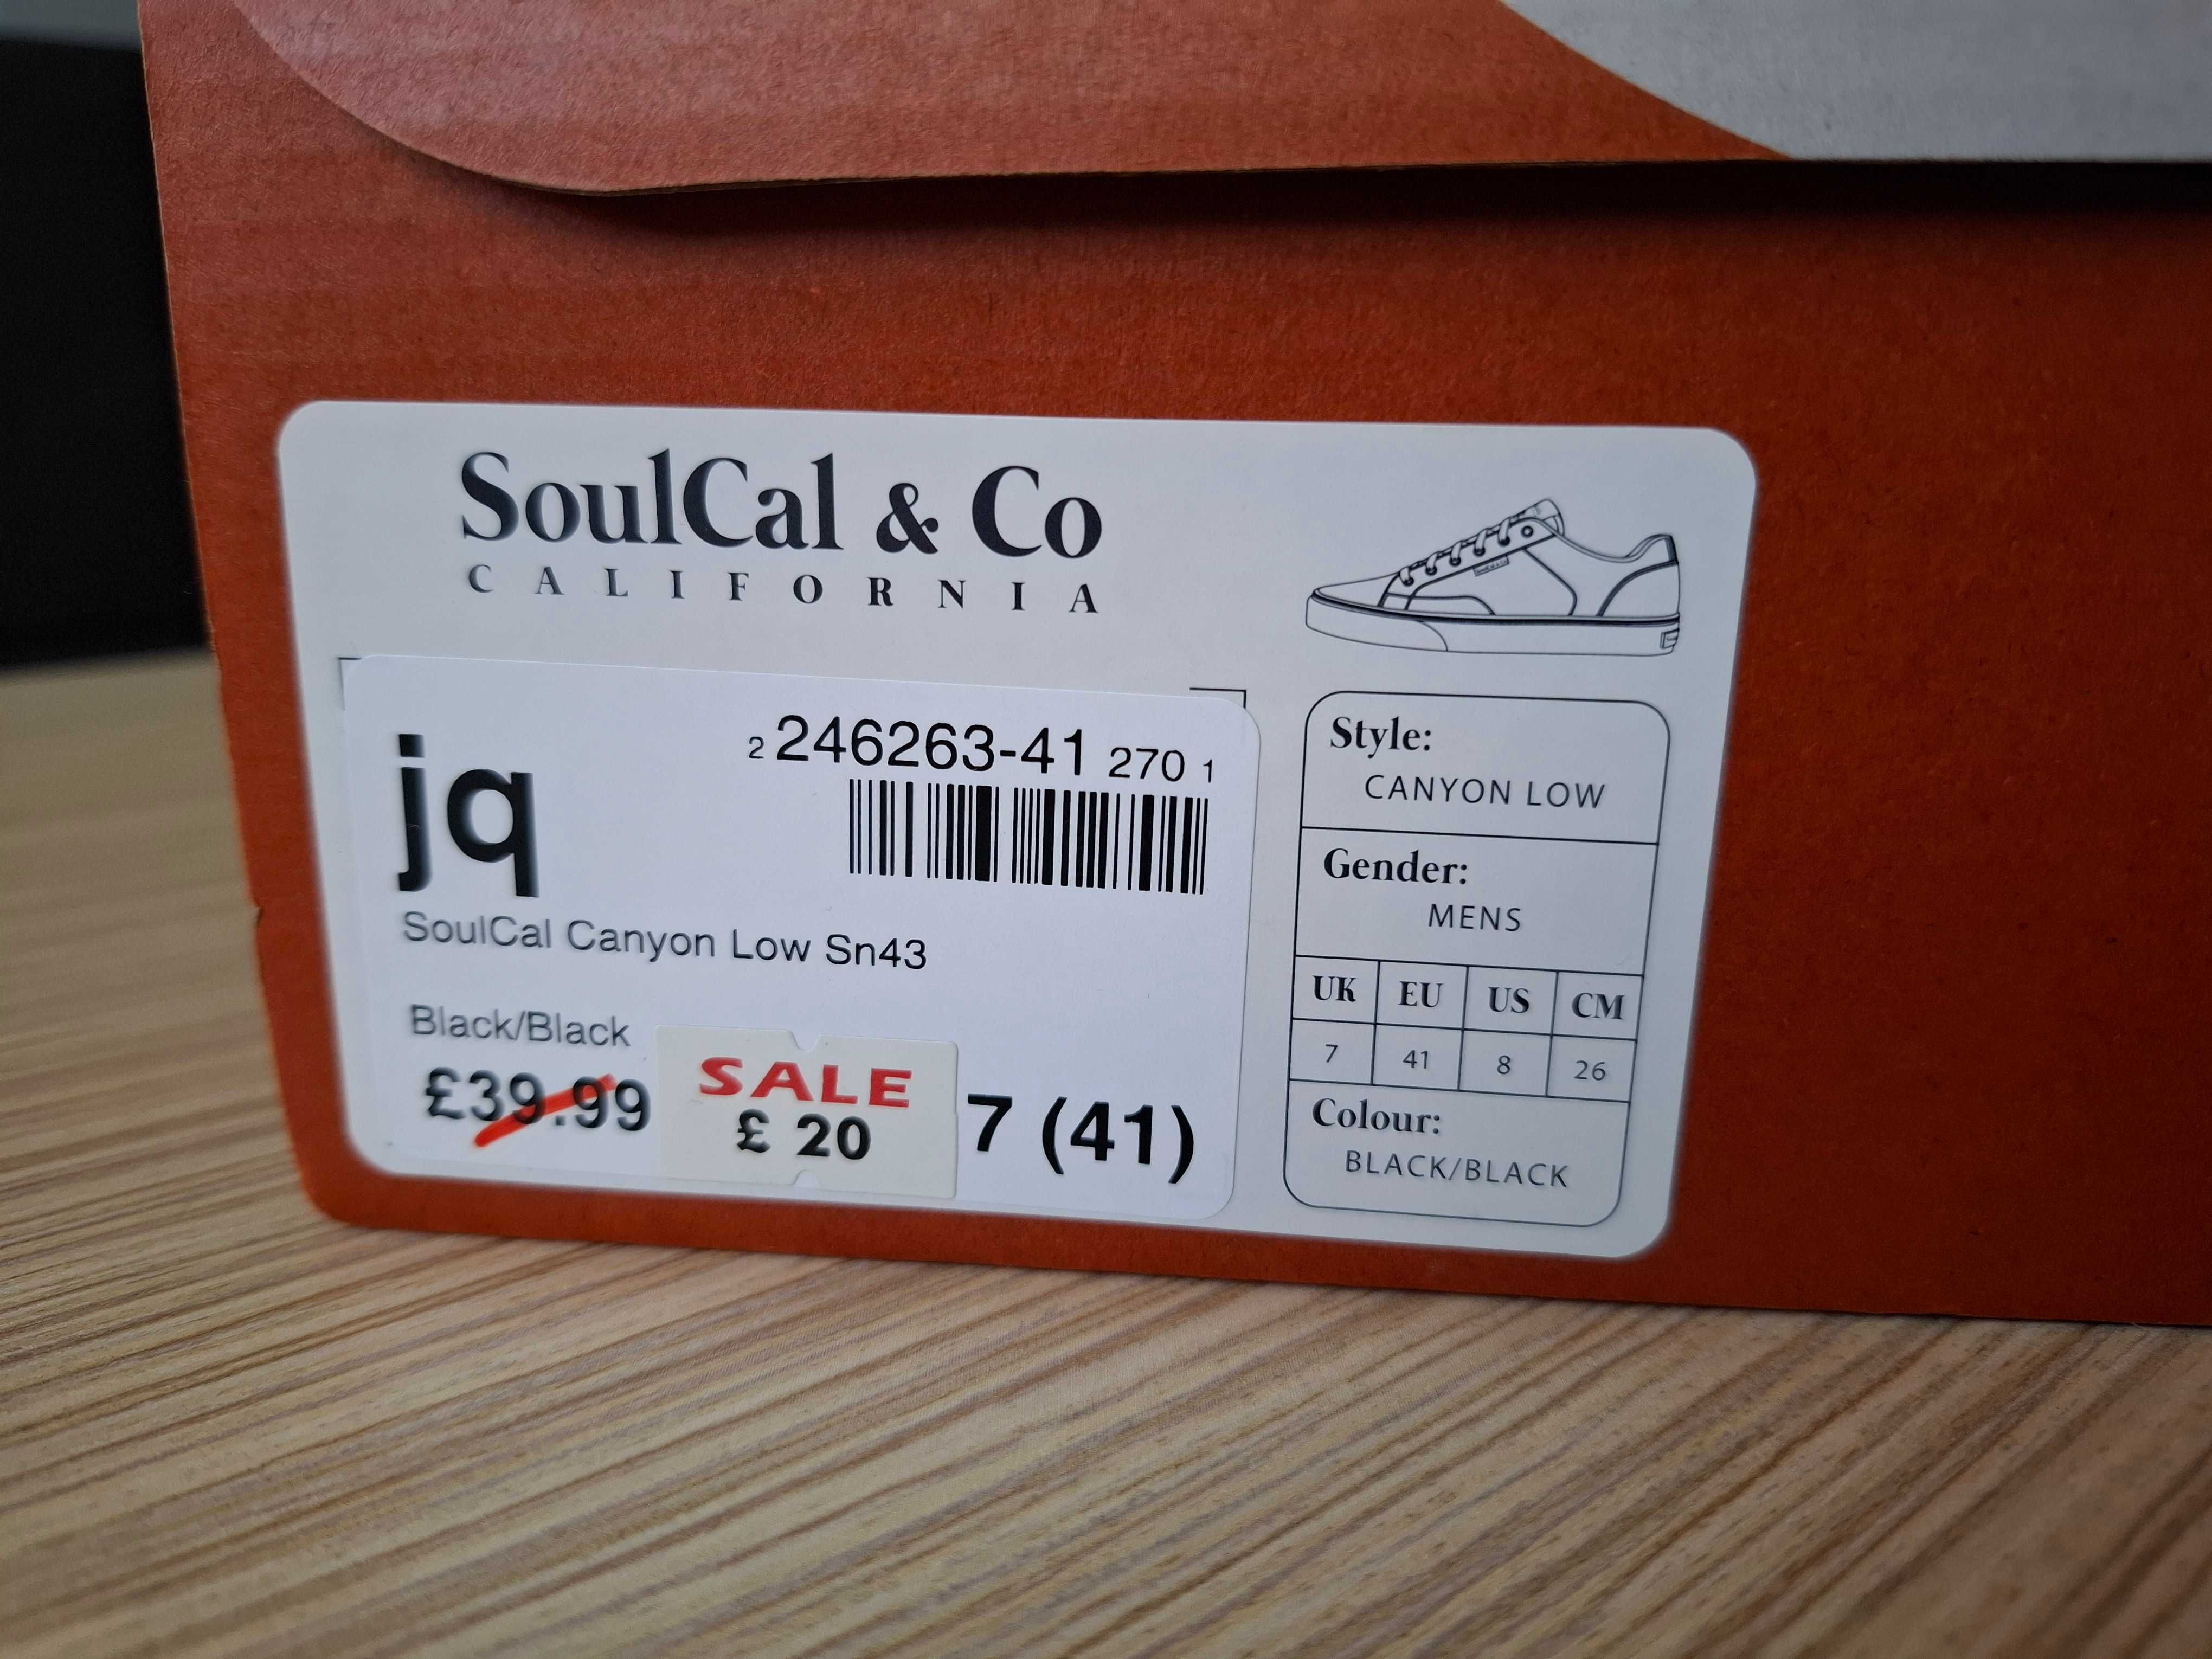 SoulCal & Co
CALIFORNIA
jq
2 246263-41 270 1
SoulCal Canyon Low Sn43
Black/Black
£39.99
SALE
£ 20
7 (41)
Style:
CANYON LOW
Gender:
MENS
UK EU US CM
7 41 8 26
Colour:
BLACK/BLACK